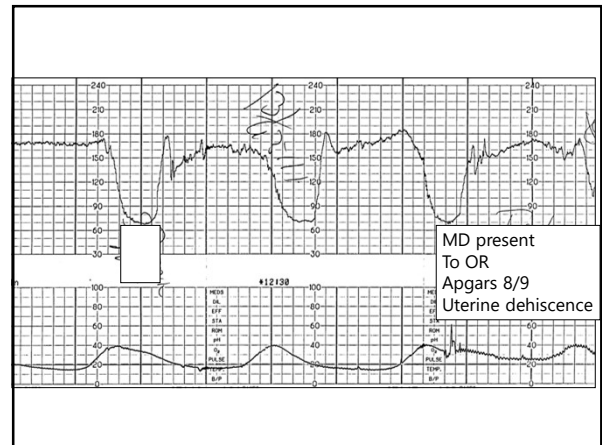 240 240 240
210 210 210
180 180 180
150 150 150
120 120 120
90 90 90
60 60 60
30 30 30
MD present
To OR
Apgars 8/9
Uterine dehiscence
*12130
100 100 100
MEDS
DIL
EFF
STA
ROM
pH
O₂
PULSE
TEMP.
B/P
80 80 80
60 60 60
40 40 40
20 20 20
0 0 0